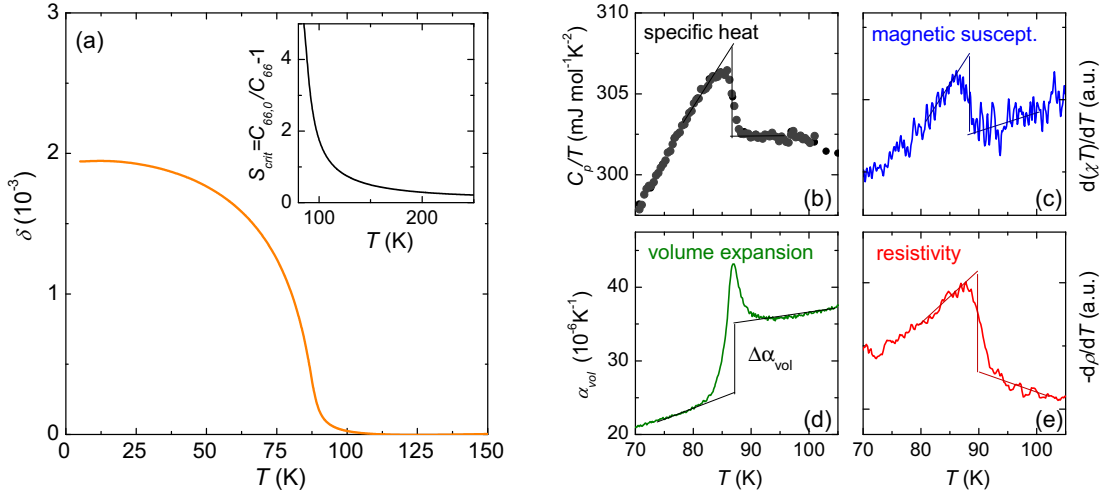 (a)
δ (10⁻³)
3
2
1
0
0 25 50 75 100 125 150
T (K)
S_crit=C_66,0/C_66-1
4
2
0
100 200
T (K)
specific heat
C_p/T (mJ mol⁻¹K⁻²)
310
305
300
(b)
magnetic suscept.
d(χT)/dT (a.u.)
(c)
volume expansion
α_vol (10⁻⁶K⁻¹)
40
30
20
Δα_vol
(d)
70 80 90 100
T (K)
resistivity
-dρ/dT (a.u.)
(e)
70 80 90 100
T (K)